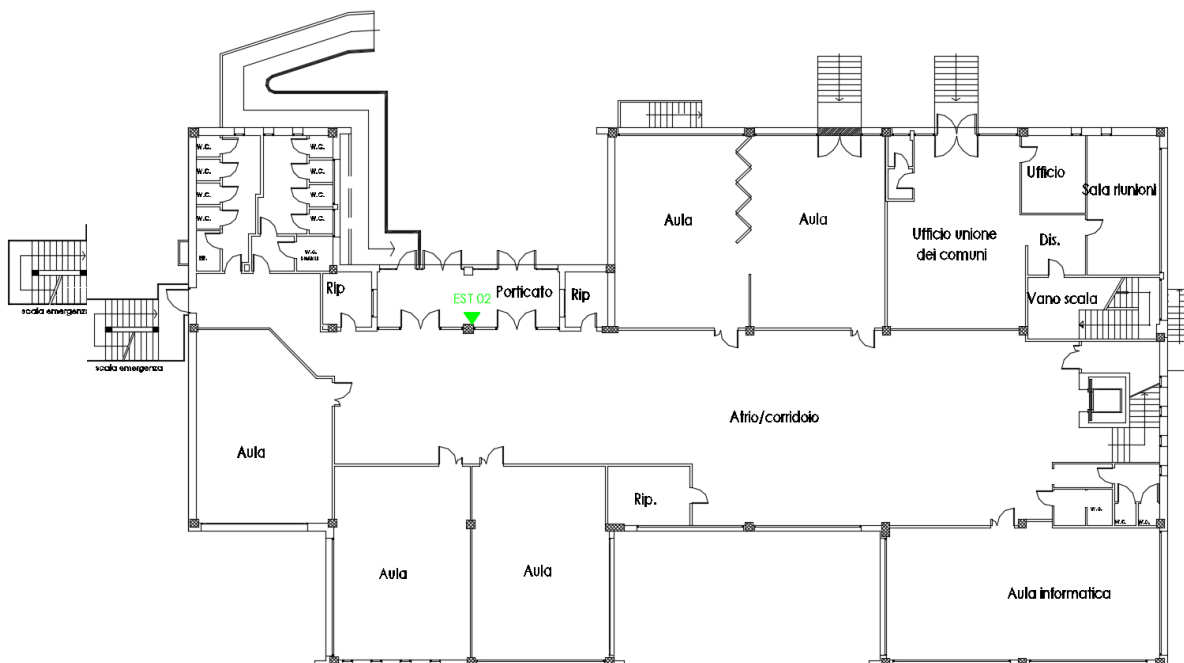 W.C.
W.C.
W.C.
W.C.
W.C.
W.C.
W.C.
W.C.
W.C.
Aula
Aula
Ufficio
Sala riunioni
Ufficio unione
dei comuni
Dis.
Rip
EST 02
Porticato
Rip
Vano scala
scala emergenza
scala emergenza
Atrio/corridoio
Aula
Rip.
W.C.
W.C.
W.C.
Aula
Aula
Aula informatica